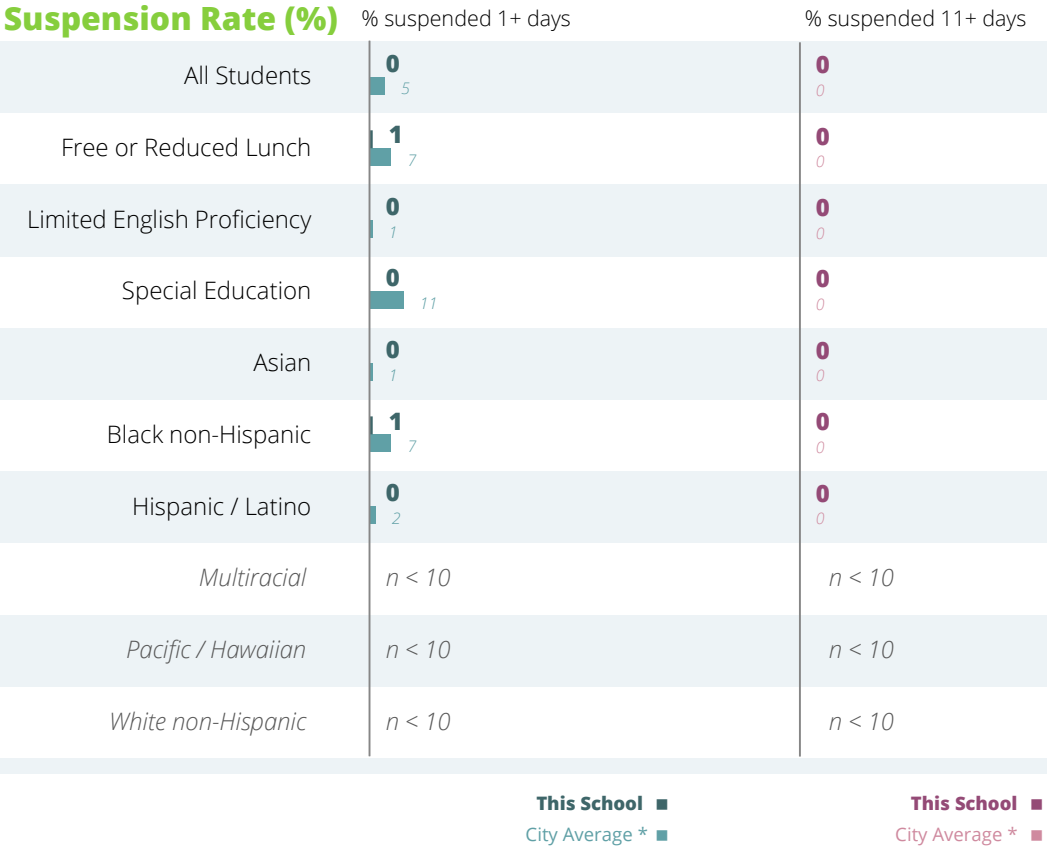 Suspension Rate (%) % suspended 1+ days % suspended 11+ days
All Students 0 0
5 0
Free or Reduced Lunch 1 0
7 0
Limited English Proficiency 0 0
1 0
Special Education 0 0
11 0
Asian 0 0
1 0
Black non-Hispanic 1 0
7 0
Hispanic / Latino 0 0
2 0
Multiracial n < 10 n < 10
Pacific / Hawaiian n < 10 n < 10
White non-Hispanic n < 10 n < 10
This School This School
City Average * City Average *